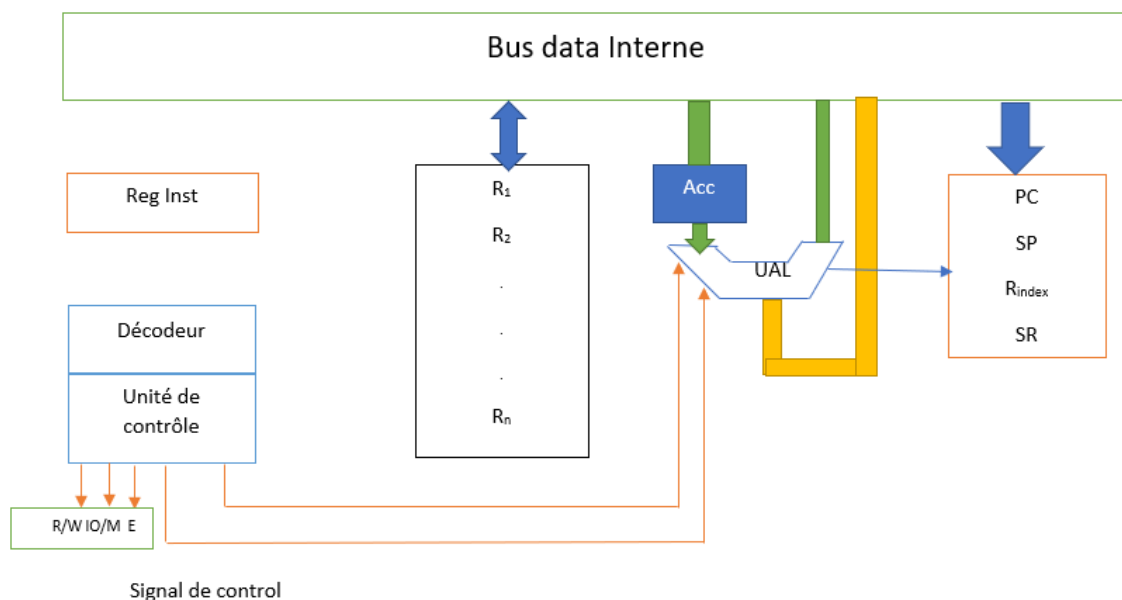 Bus data Interne
Reg Inst
Décodeur
Unité de
contrôle
R/W IO/M E
Signal de control
R₁
R₂
.
.
.
Rₙ
Acc
UAL
PC
SP
Rᵢₙdₑₓ
SR